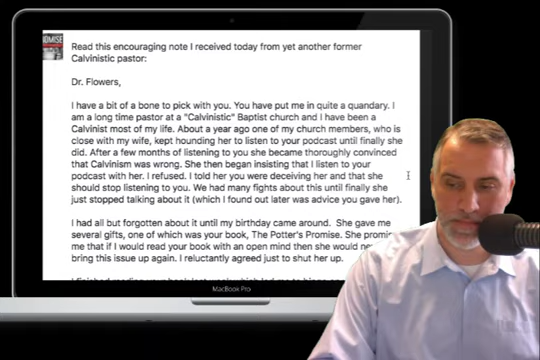 OMISE
Read this encouraging note I received today from yet another former
Calvinistic pastor:
Dr. Flowers,
I have a bit of a bone to pick with you. You have put me in quite a quandary. I
am a long time pastor at a "Calvinistic" Baptist church and I have been a
Calvinist most of my life. About a year ago one of my church members, who is
close with my wife, kept hounding her to listen to your podcast until finally she
did. After a few months of listening to you she became thoroughly convinced
that Calvinism was wrong. She then began insisting that I listen to your
podcast with her. I refused. I told her you were deceiving her and that she
should stop listening to you. We had many fights about this until finally she
just stopped talking about it (which I found out later was advice you gave her).
I had all but forgotten about it until my birthday came around. She gave me
several gifts, one of which was your book, The Potter's Promise. She
me that if I would read your book with an open mind then she would
bring this issue up again. I reluctantly agreed just to shut her up.
MacBook Pro